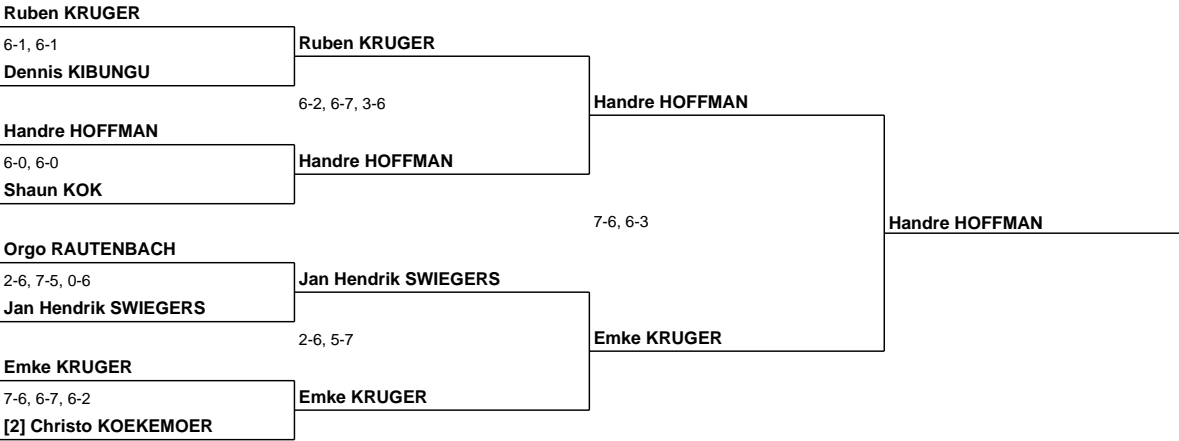 Ruben KRUGER
6-1, 6-1
Dennis KIBUNGU
Handre HOFFMAN
6-0, 6-0
Shaun KOK
Orgo RAUTENBACH
2-6, 7-5, 0-6
Jan Hendrik SWIEGERS
Emke KRUGER
7-6, 6-7, 6-2
[2] Christo KOEKEMOER
Ruben KRUGER
6-2, 6-7, 3-6
Handre HOFFMAN
Jan Hendrik SWIEGERS
2-6, 5-7
Emke KRUGER
Handre HOFFMAN
7-6, 6-3
Emke KRUGER
Handre HOFFMAN